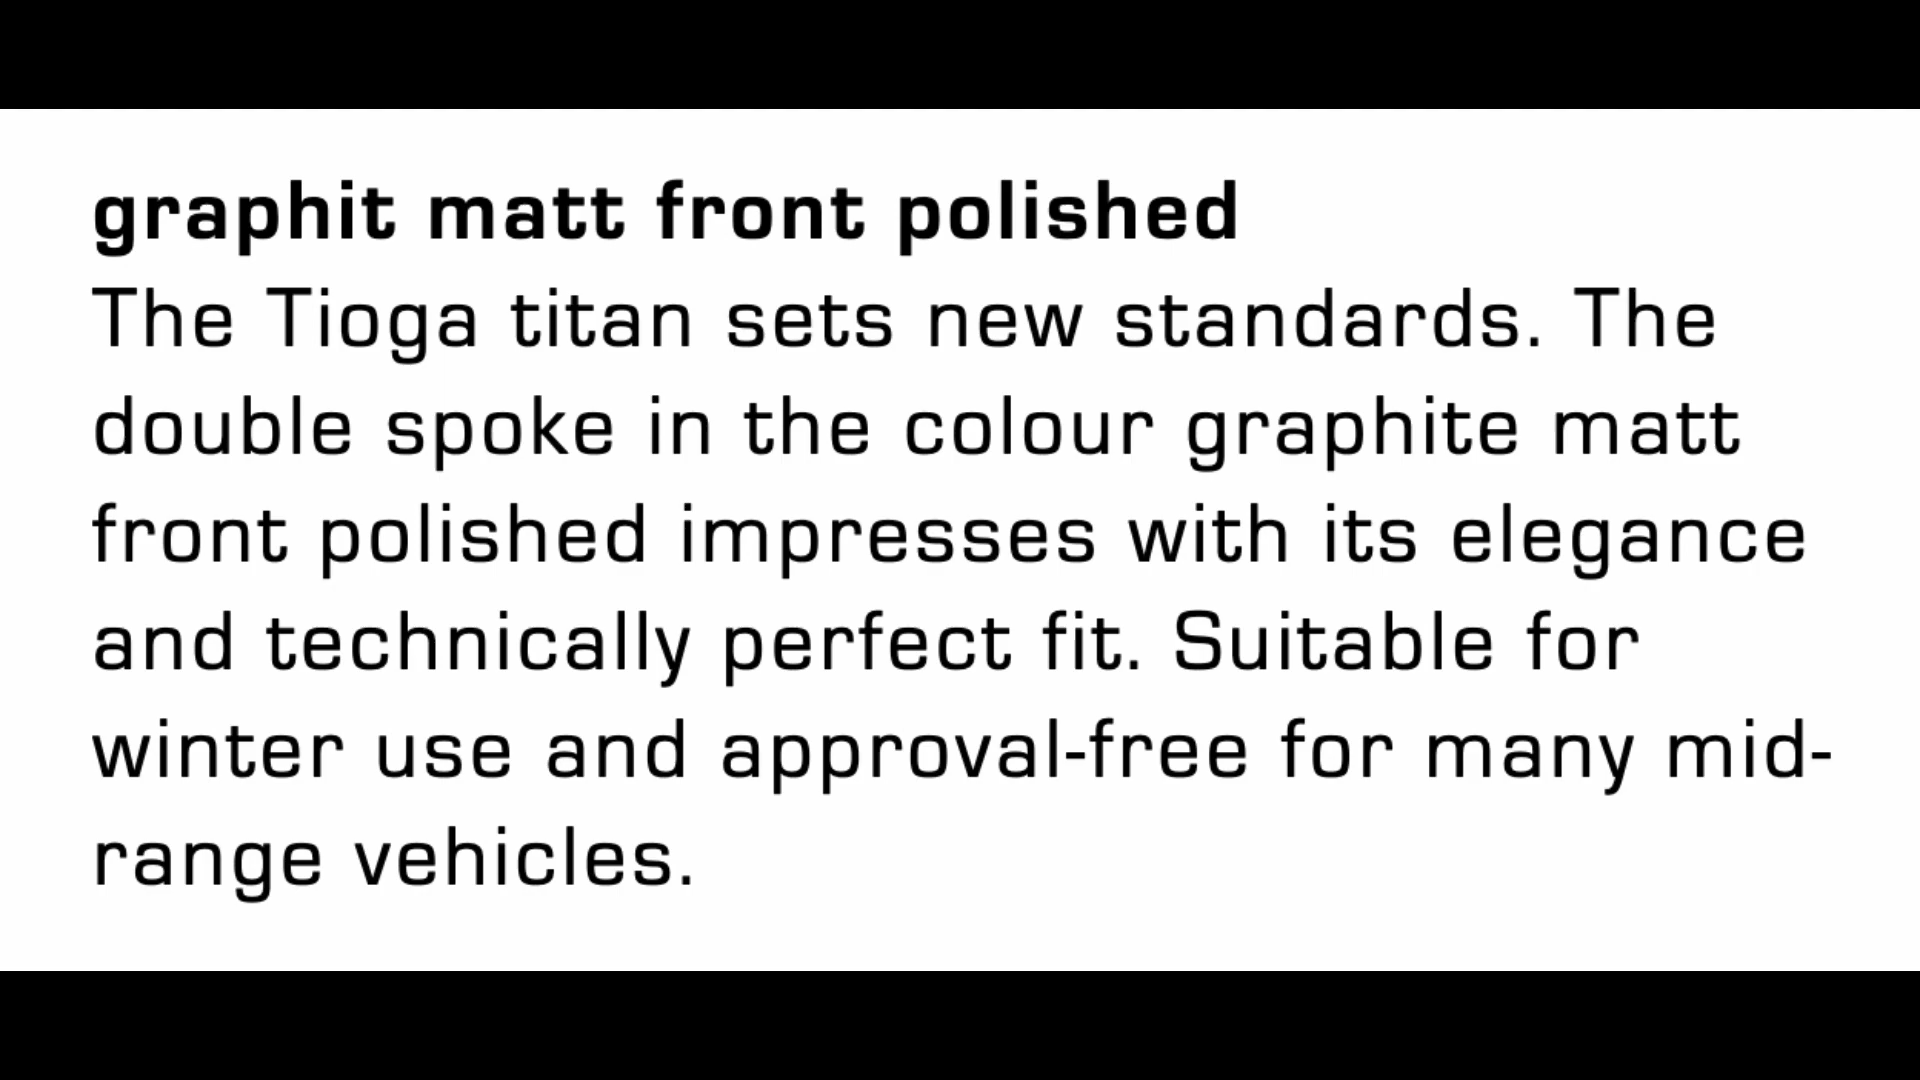 graphit matt front polished
The Tioga titan sets new standards. The
double spoke in the colour graphite matt
front polished impresses with its elegance
and technically perfect fit. Suitable for
winter use and approval-free for many mid-
range vehicles.